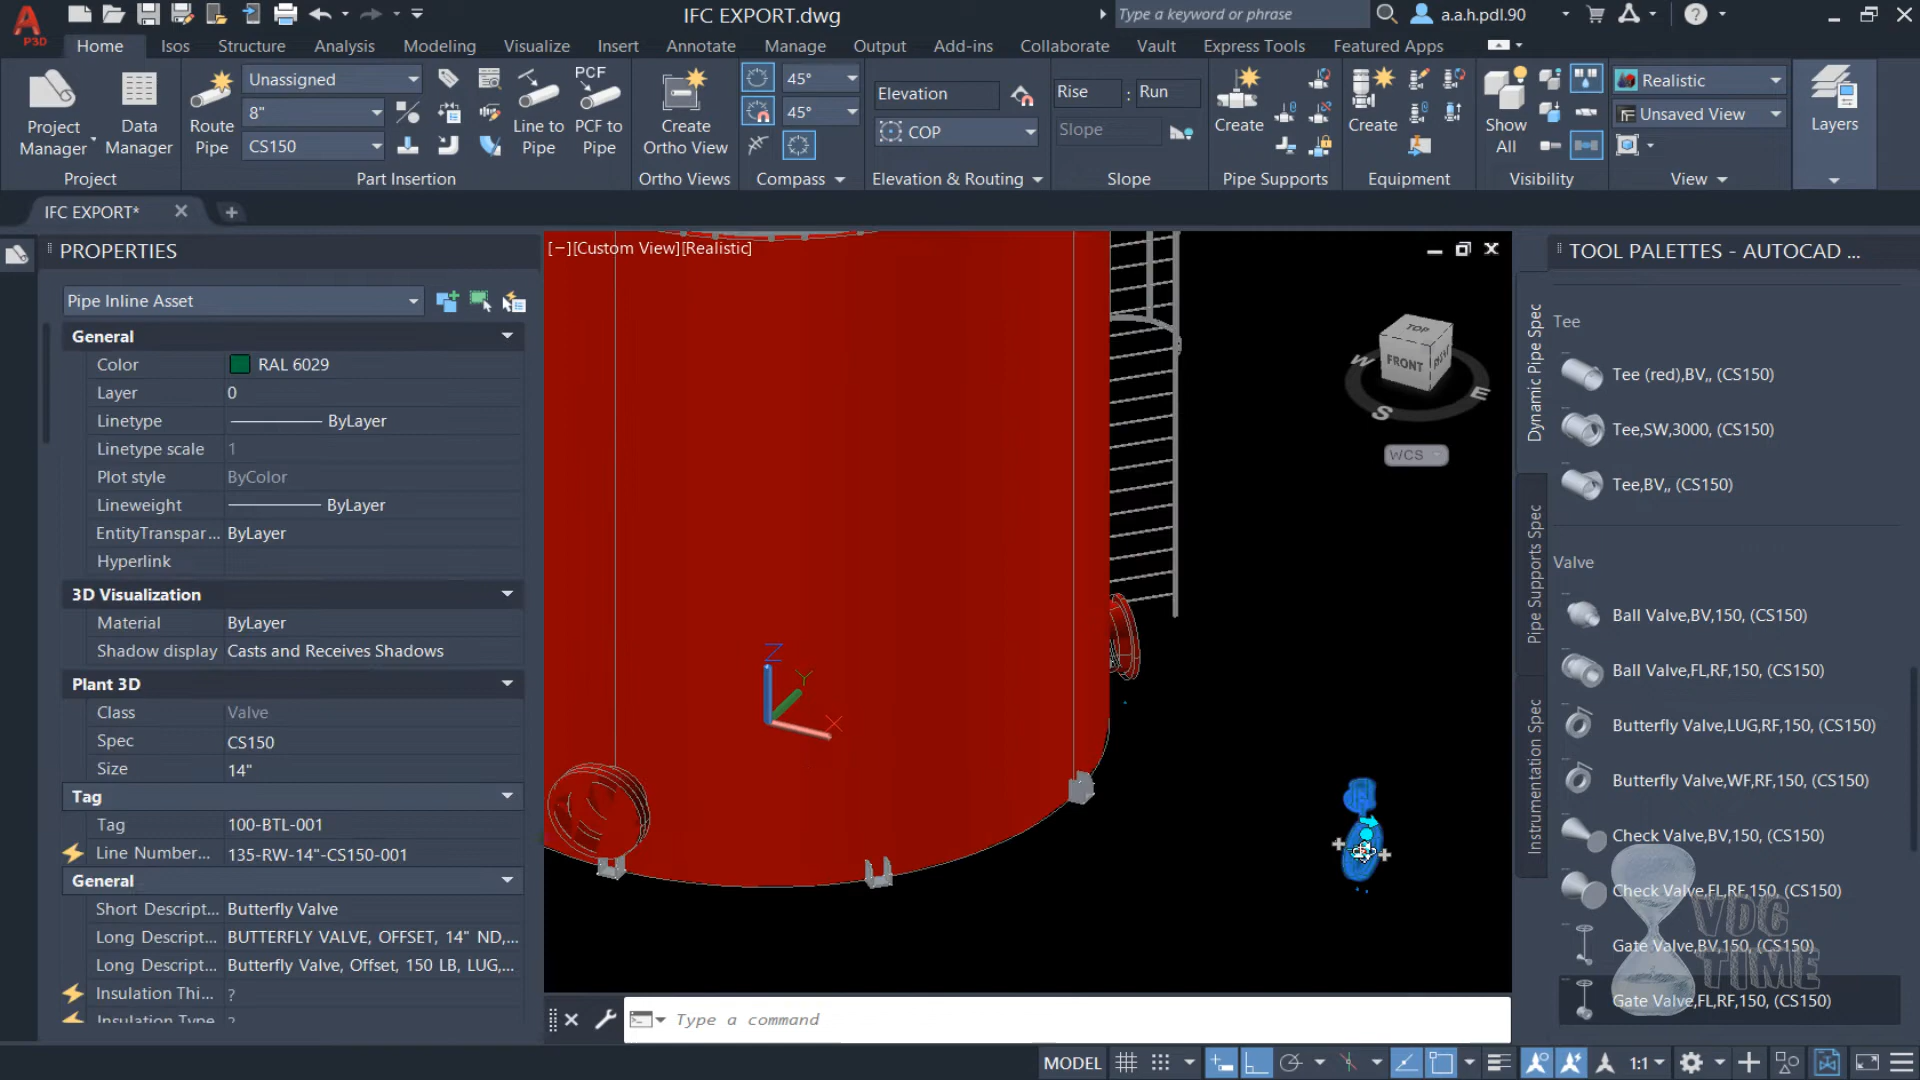 P3D
IFC EXPORT.dwg
Type a keyword or phrase
a.a.h.pdl.90
Home
Isos
Structure
Analysis
Modeling
Visualize
Insert
Annotate
Manage
Output
Add-ins
Collaborate
Vault
Express Tools
Featured Apps
Project
Manager
Data
Manager
Project
Route
Pipe
Unassigned
8"
CS150
Line to
Pipe
PCF
PCF to
Pipe
Part Insertion
Create
Ortho View
Ortho Views
45°
45°
Compass
Elevation
COP
Elevation & Routing
Rise : Run
Slope
Slope
Create
Pipe Supports
Create
Equipment
Show
All
Visibility
Realistic
Unsaved View
View
Layers
IFC EXPORT*
PROPERTIES
Pipe Inline Asset
General
Color RAL 6029
Layer 0
Linetype ByLayer
Linetype scale 1
Plot style ByColor
Lineweight ByLayer
EntityTranspar... ByLayer
Hyperlink
3D Visualization
Material ByLayer
Shadow display Casts and Receives Shadows
Plant 3D
Class Valve
Spec CS150
Size 14"
Tag
Tag 100-BTL-001
Line Number... 135-RW-14"-CS150-001
General
Short Descript... Butterfly Valve
Long Descript... BUTTERFLY VALVE, OFFSET, 14" ND,...
Long Descript... Butterfly Valve, Offset, 150 LB, LUG,...
Insulation Thi... ?
Insulation Type ?
[−][Custom View][Realistic]
TOP
FRONT
W
S
E
WCS
Z
Y
X
Type a command
TOOL PALETTES - AUTOCAD ...
Dynamic Pipe Spec
Pipe Supports Spec
Instrumentation Spec
Tee
Tee (red),BV,, (CS150)
Tee,SW,3000, (CS150)
Tee,BV,, (CS150)
Valve
Ball Valve,BV,150, (CS150)
Ball Valve,FL,RF,150, (CS150)
Butterfly Valve,LUG,RF,150, (CS150)
Butterfly Valve,WF,RF,150, (CS150)
Check Valve,BV,150, (CS150)
Check Valve,FL,RF,150, (CS150)
Gate Valve,BV,150, (CS150)
Gate Valve,FL,RF,150, (CS150)
VDC
TIME
MODEL
1:1